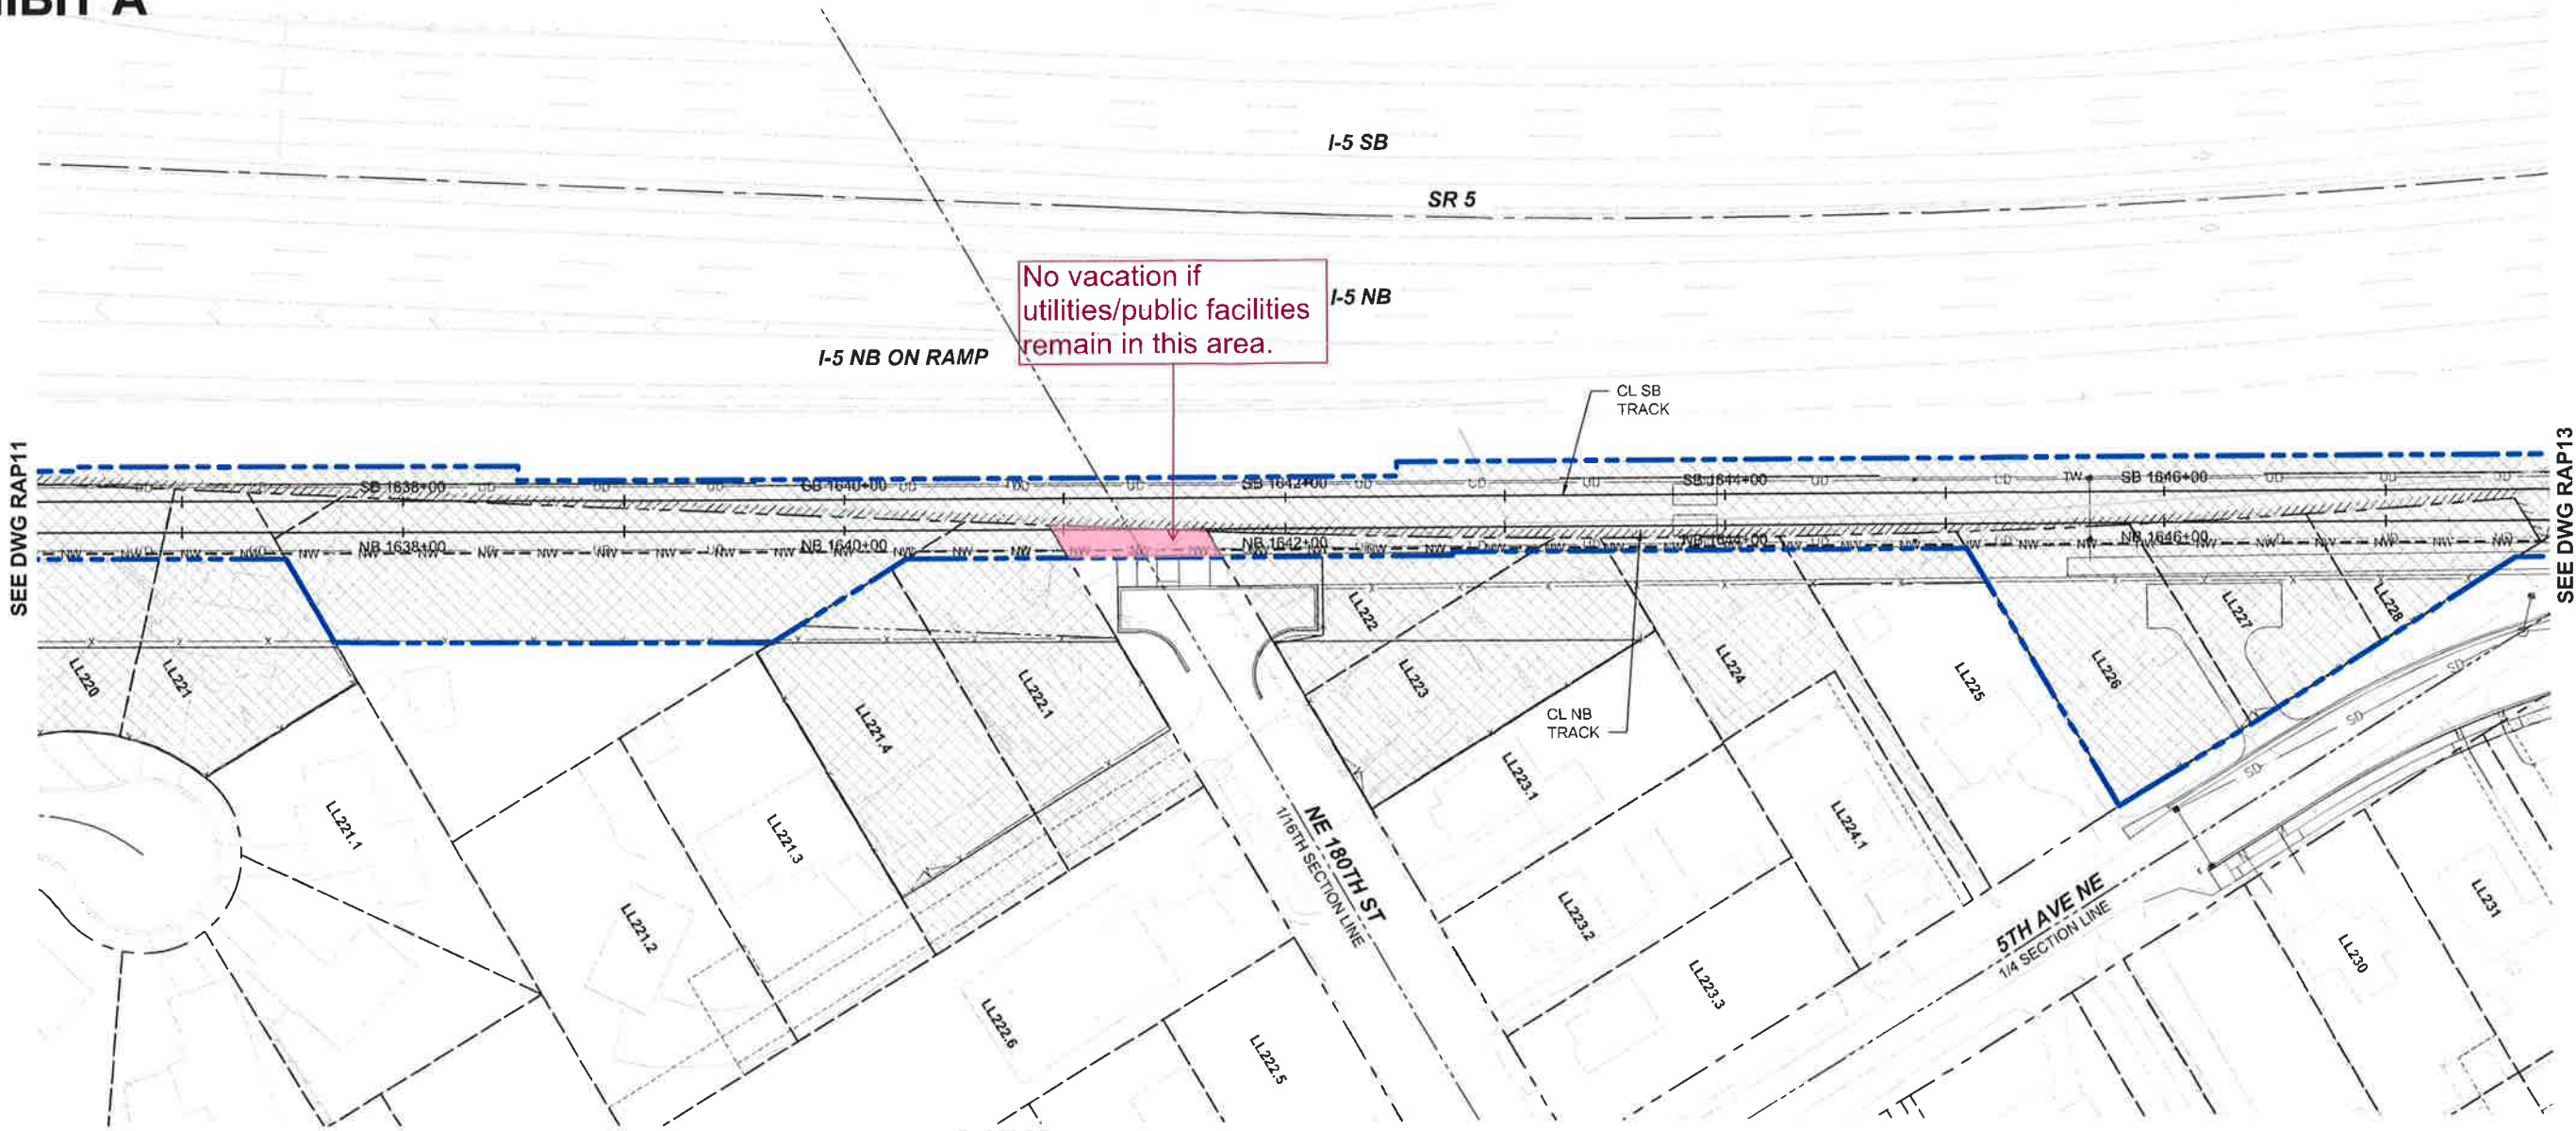 I-5 SB
SR 5
No vacation if
utilities/public facilities
remain in this area.
I-5 NB
I-5 NB ON RAMP
CL SB
TRACK
SEE DWG RAP11
SEE DWG RAP13
SB 1638+00
SB 1640+00
SB 1642+00
SB 1644+00
TW
SB 1646+00
NB 1638+00
NB 1640+00
NB 1642+00
NB 1644+00
NB 1646+00
LL220
LL221
LL221.4
LL222.1
LL222
LL223
LL224
LL225
LL226
LL227
LL228
CL NB
TRACK
LL221.1
LL221.3
LL221.2
LL222.6
LL222.5
NE 180TH ST
1/16TH SECTION LINE
LL223.1
LL223.2
LL223.3
LL224.1
SD
SD
SD
5TH AVE NE
1/4 SECTION LINE
LL230
LL231